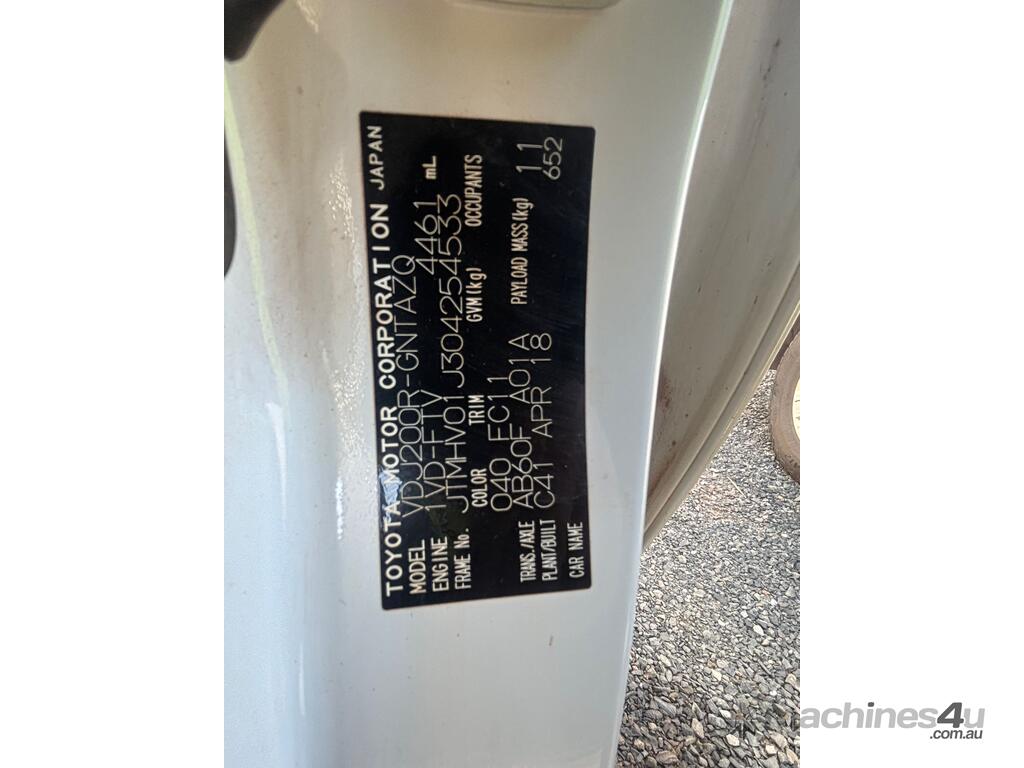 TOYOTA MOTOR CORPORATION JAPAN
MODEL VDJ200R-GNTAZQ
ENGINE 1VD-FTV 4461 mL
FRAME No. JTMHV01J304254533
COLOR TRIM GVM(kg) OCCUPANTS
040 FC11
TRANS./AXLE AB60F A01A PAYLOAD MASS(kg) 11
PLANT/BUILT C41 APR 18 652
CAR NAME
machines4u
.com.au